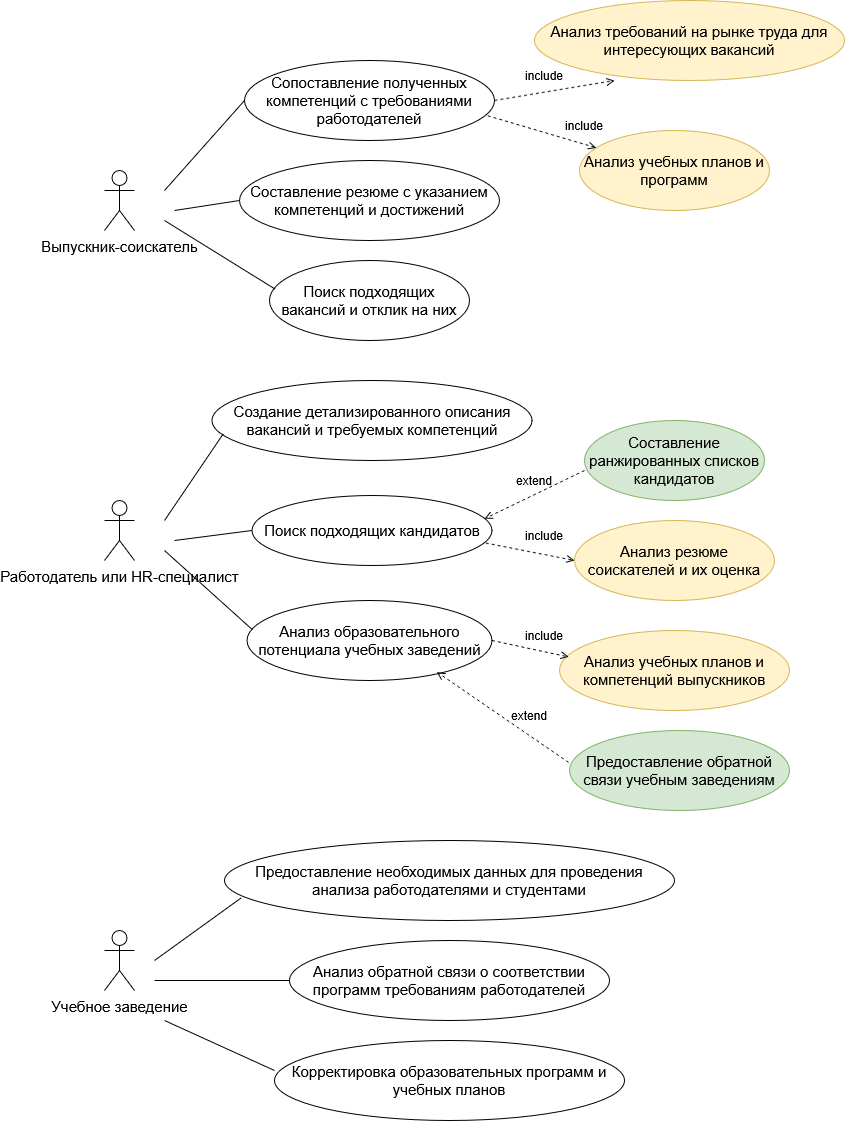 Анализ требований на рынке труда для
интересующих вакансий
include
Сопоставление полученных
компетенций с требованиями
работодателей
include
Анализ учебных планов и
программ
Составление резюме с указанием
компетенций и достижений
Выпускник-соискатель
Поиск подходящих
вакансий и отклик на них
Создание детализированного описания
вакансий и требуемых компетенций
Составление
ранжированных списков
кандидатов
extend
Поиск подходящих кандидатов
include
Анализ резюме
соискателей и их оценка
Работодатель или HR-специалист
Анализ образовательного
потенциала учебных заведений
include
Анализ учебных планов и
компетенций выпускников
extend
Предоставление обратной
связи учебным заведениям
Предоставление необходимых данных для проведения
анализа работодателями и студентами
Анализ обратной связи о соответствии
программ требованиям работодателей
Учебное заведение
Корректировка образовательных программ и
учебных планов